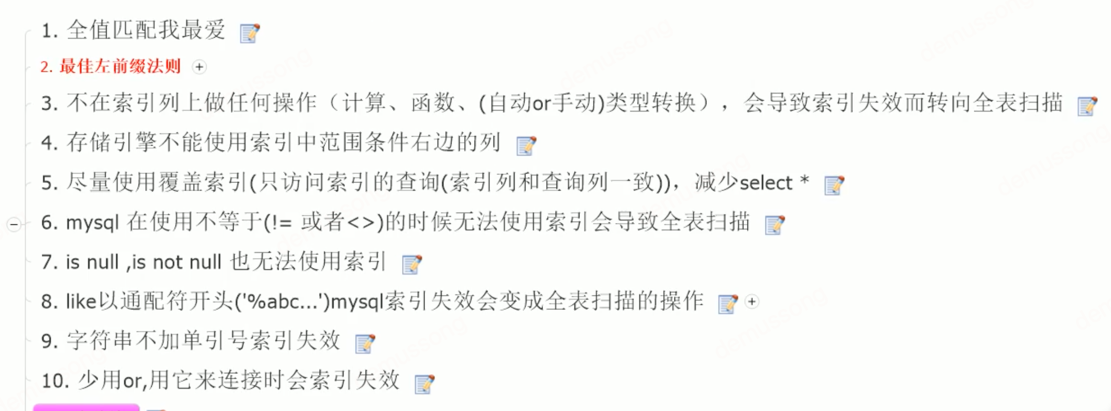 1. 全值匹配我最爱
2. 最佳左前缀法则
3. 不在索引列上做任何操作（计算、函数、(自动or手动)类型转换），会导致索引失效而转向全表扫描
4. 存储引擎不能使用索引中范围条件右边的列
5. 尽量使用覆盖索引(只访问索引的查询(索引列和查询列一致))，减少select *
6. mysql 在使用不等于(!= 或者<>)的时候无法使用索引会导致全表扫描
7. is null ,is not null 也无法使用索引
8. like以通配符开头('%abc...')mysql索引失效会变成全表扫描的操作
9. 字符串不加单引号索引失效
10. 少用or,用它来连接时会索引失效